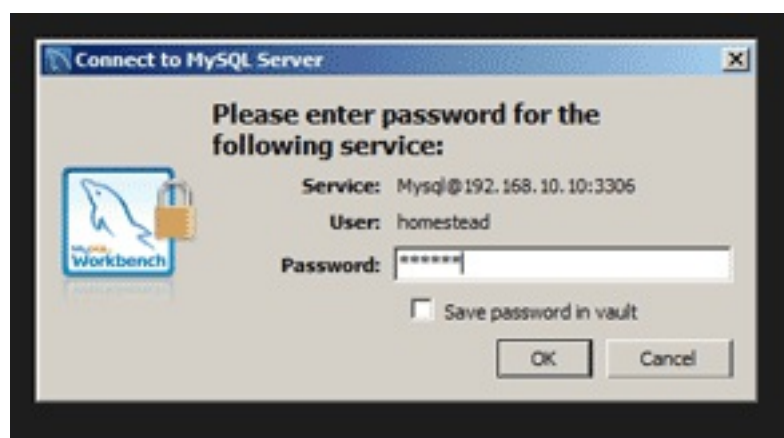 Connect to MySQL Server
Please enter password for the
following service:
Service: Mysql@192.168.10.10:3306
User: homestead
Password: ******
MySQL
Workbench
Save password in vault
OK Cancel